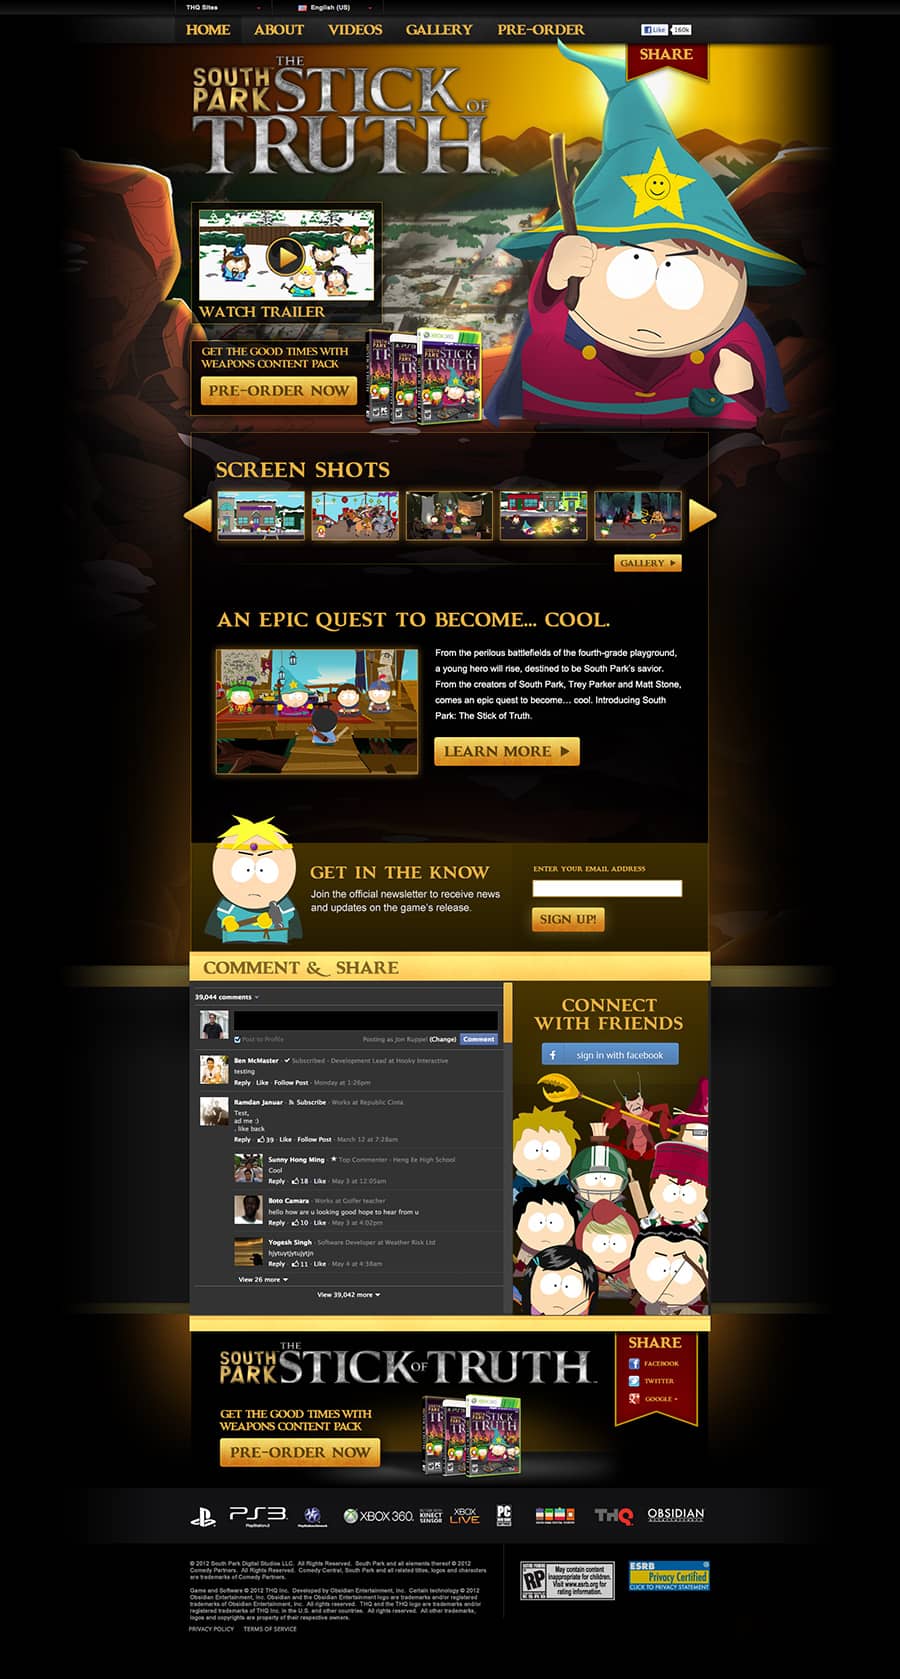 THQ Sites
English (US)
HOME ABOUT VIDEOS GALLERY PRE-ORDER
Like 160k
SHARE
SOUTH PARK THE STICK OF TRUTH
WATCH TRAILER
GET THE GOOD TIMES WITH
WEAPONS CONTENT PACK
PRE-ORDER NOW
SCREEN SHOTS
GALLERY
AN EPIC QUEST TO BECOME... COOL.
From the perilous battlefields of the fourth-grade playground,
a young hero will rise, destined to be South Park's savior.
From the creators of South Park, Trey Parker and Matt Stone,
comes an epic quest to become… cool. Introducing South
Park: The Stick of Truth.
LEARN MORE
GET IN THE KNOW
Join the official newsletter to receive news
and updates on the game's release.
ENTER YOUR EMAIL ADDRESS
SIGN UP!
COMMENT & SHARE
39,044 comments
Post to Profile
Posting as Jon Ruppel (Change)
Comment
Ben McMaster · Subscribed · Development Lead at Hooky Interactive
testing
Reply · Like · Follow Post · Monday at 1:26pm
Ramdan Januar · Subscribe · Works at Republic Cinta
Test,
ad me :)
. like back
Reply · 39 · Like · Follow Post · March 12 at 7:28am
Sunny Hong Ming · Top Commenter · Heng Ee High School
Cool
Reply · 18 · Like · May 3 at 12:05am
Boto Camara · Works at Golfer teacher
hello how are u looking good hope to hear from u
Reply · 10 · Like · May 3 at 4:02pm
Yogesh Singh · Software Developer at Weather Risk Ltd
hjytuytjytujytjn
Reply · 11 · Like · May 4 at 4:38am
View 26 more
View 39,042 more
CONNECT
WITH FRIENDS
sign in with facebook
SOUTH PARK THE STICK OF TRUTH
GET THE GOOD TIMES WITH
WEAPONS CONTENT PACK
PRE-ORDER NOW
SHARE
FACEBOOK
TWITTER
GOOGLE +
PS3
PlayStation.3
XBOX 360.
KINECT
SENSOR
XBOX
LIVE
PC
THQ
OBSIDIAN
© 2012 South Park Digital Studios LLC. All Rights Reserved. South Park and all elements thereof © 2012
Comedy Partners. All Rights Reserved. Comedy Central, South Park and all related titles, logos and characters
are trademarks of Comedy Partners.
Game and Software © 2012 THQ Inc. Developed by Obsidian Entertainment, Inc. Certain technology © 2012
Obsidian Entertainment, Inc. Obsidian and the Obsidian Entertainment logo are trademarks and/or registered
trademarks of Obsidian Entertainment, Inc. All rights reserved. THQ and the THQ logo are trademarks and/or
registered trademarks of THQ Inc. in the U.S. and other countries. All rights reserved. All other trademarks,
logos and copyrights are property of their respective owners.
PRIVACY POLICY TERMS OF SERVICE
RP
May contain content
inappropriate for children.
Visit www.esrb.org for
rating information.
ESRB
Privacy Certified
CLICK TO PRIVACY STATEMENT